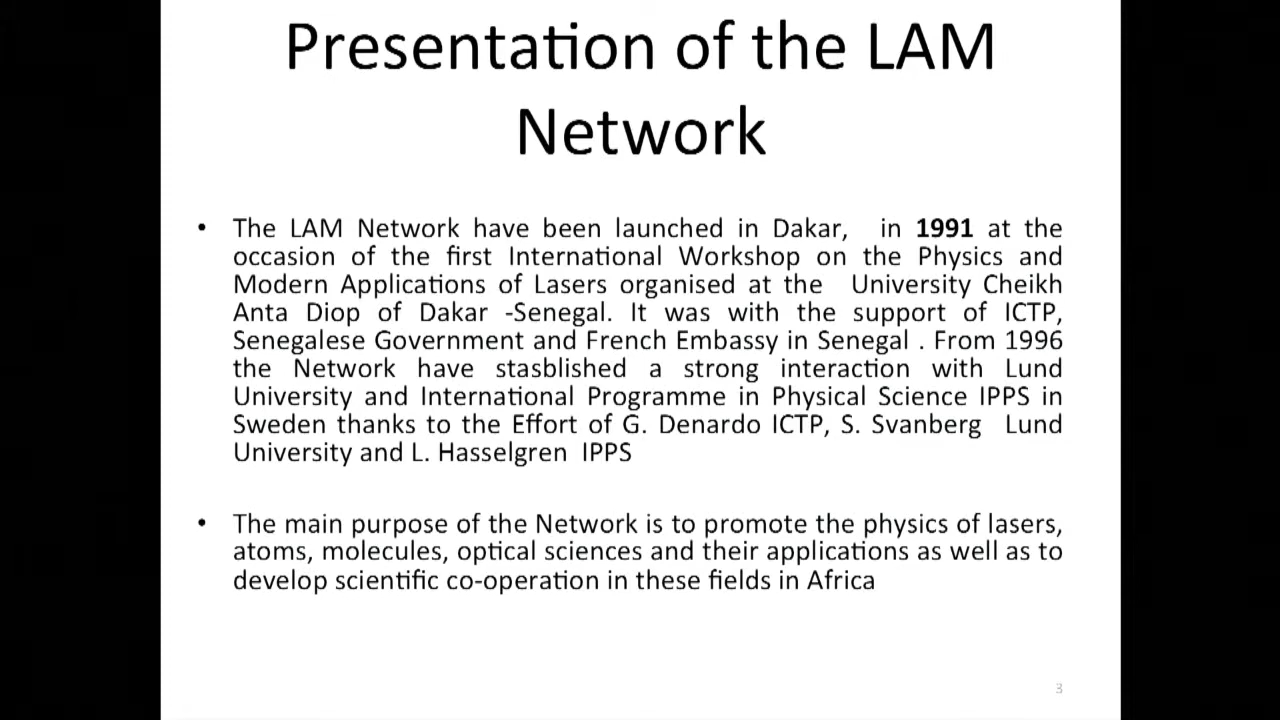 Presentation of the LAM
Network
• The LAM Network have been launched in Dakar, in 1991 at the
occasion of the first International Workshop on the Physics and
Modern Applications of Lasers organised at the University Cheikh
Anta Diop of Dakar -Senegal. It was with the support of ICTP,
Senegalese Government and French Embassy in Senegal . From 1996
the Network have stasblished a strong interaction with Lund
University and International Programme in Physical Science IPPS in
Sweden thanks to the Effort of G. Denardo ICTP, S. Svanberg Lund
University and L. Hasselgren IPPS
• The main purpose of the Network is to promote the physics of lasers,
atoms, molecules, optical sciences and their applications as well as to
develop scientific co-operation in these fields in Africa
3